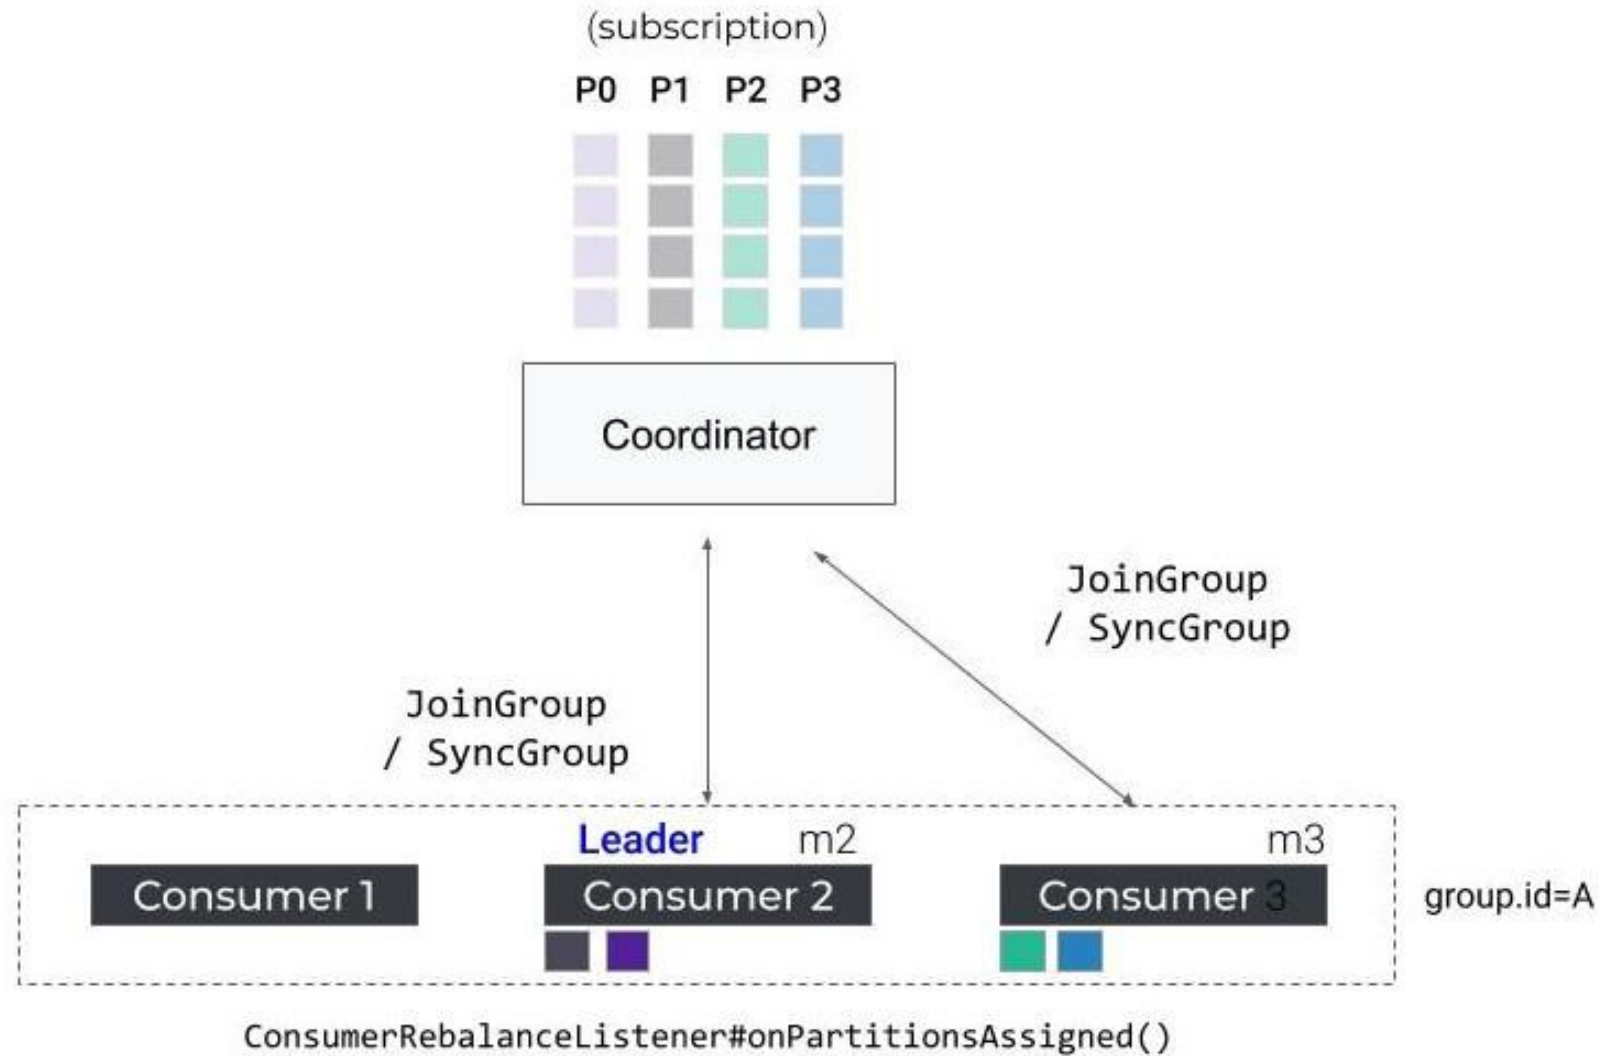 (subscription)
P0 P1 P2 P3
Coordinator
JoinGroup
/ SyncGroup
JoinGroup
/ SyncGroup
Leader m2 m3
Consumer 1 Consumer 2 Consumer 3
group.id=A
ConsumerRebalanceListener#onPartitionsAssigned()